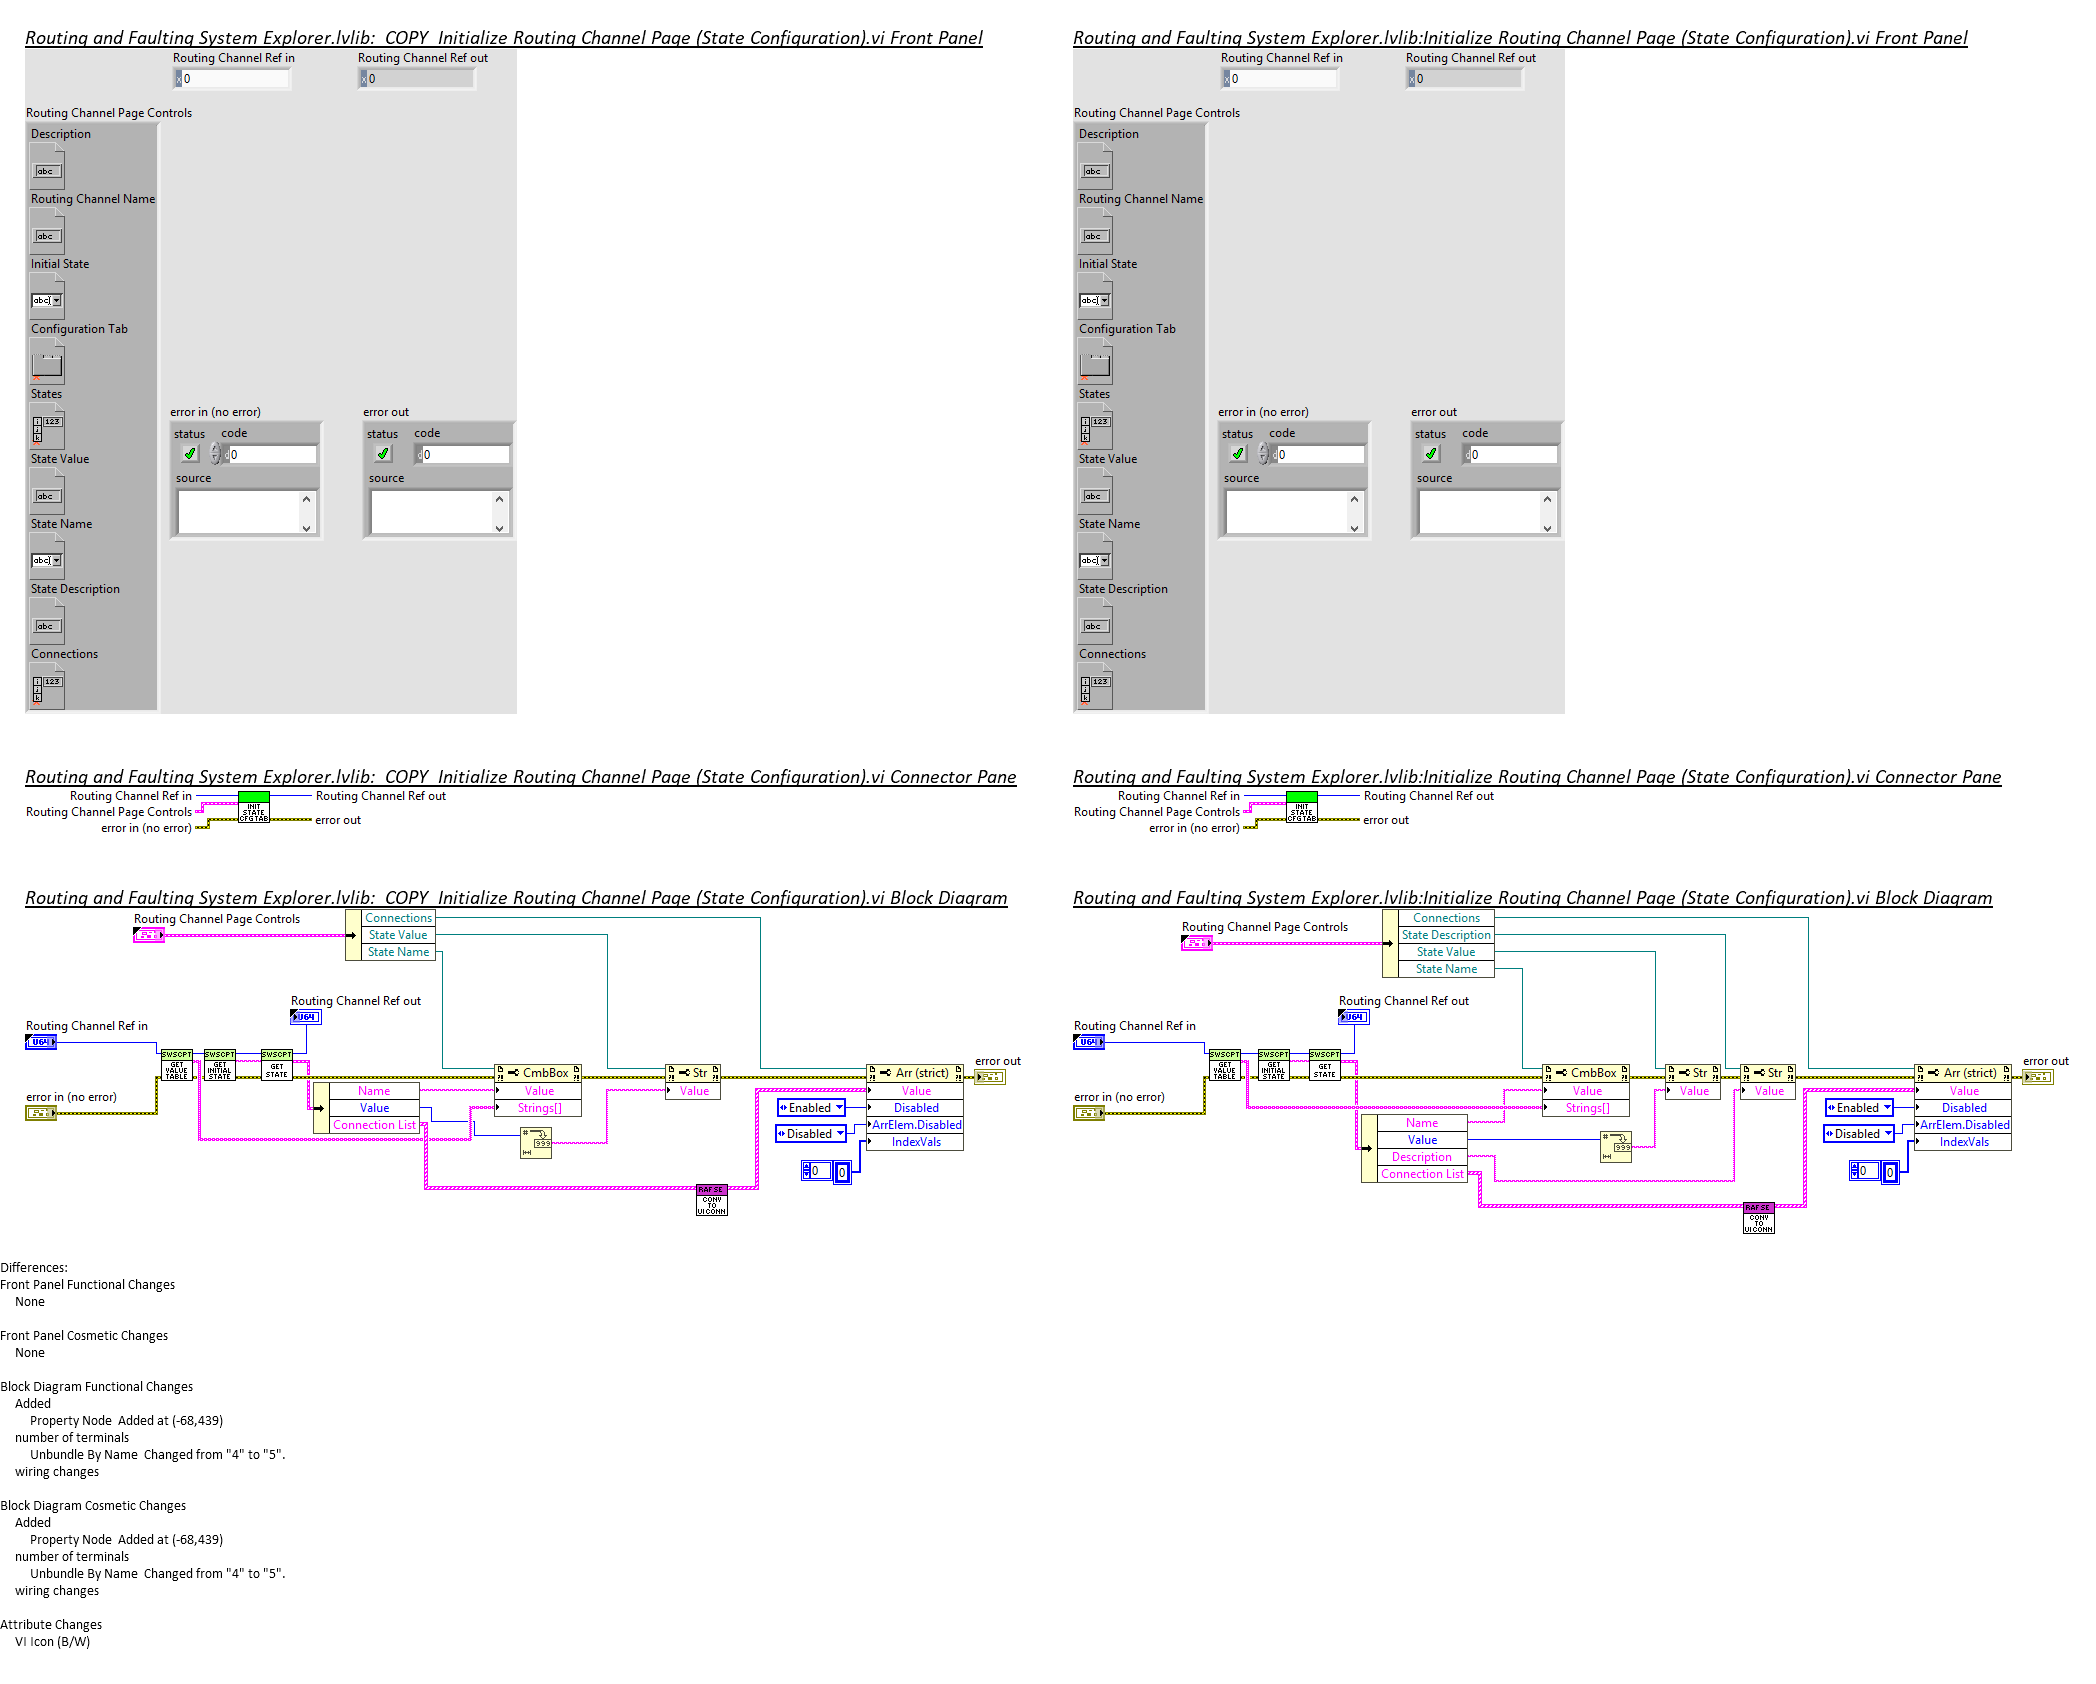 Routing and Faulting System Explorer.lvlib:_COPY_Initialize Routing Channel Page (State Configuration).vi Front Panel
Routing Channel Ref in
Routing Channel Ref out
x 0
x 0
Routing Channel Page Controls
Description
abc
Routing Channel Name
abc
Initial State
abc
Configuration Tab
States
i 123
j
k
error in (no error)
error out
status code
status code
d 0
d 0
State Value
source
source
abc
State Name
abc
State Description
abc
Connections
i 123
j
k
Routing and Faulting System Explorer.lvlib:Initialize Routing Channel Page (State Configuration).vi Front Panel
Routing Channel Ref in
Routing Channel Ref out
x 0
x 0
Routing Channel Page Controls
Description
abc
Routing Channel Name
abc
Initial State
abc
Configuration Tab
States
i 123
j
k
error in (no error)
error out
status code
status code
d 0
d 0
State Value
source
source
abc
State Name
abc
State Description
abc
Connections
i 123
j
k
Routing and Faulting System Explorer.lvlib:_COPY_Initialize Routing Channel Page (State Configuration).vi Connector Pane
Routing Channel Ref in
Routing Channel Page Controls
error in (no error)
INIT
STATE
CFG TAB
Routing Channel Ref out
error out
Routing and Faulting System Explorer.lvlib:Initialize Routing Channel Page (State Configuration).vi Connector Pane
Routing Channel Ref in
Routing Channel Page Controls
error in (no error)
INIT
STATE
CFG TAB
Routing Channel Ref out
error out
Routing and Faulting System Explorer.lvlib:_COPY_Initialize Routing Channel Page (State Configuration).vi Block Diagram
Routing Channel Page Controls
Connections
State Value
State Name
Routing Channel Ref out
U64
Routing Channel Ref in
U64
SWSCPT
GET
VALUE
TABLE
SWSCPT
GET
INITIAL
STATE
SWSCPT
GET
STATE
error in (no error)
Name
Value
Connection List
CmbBox
Value
Strings[]
Str
Value
Enabled
Disabled
0
0
RAF SE
CONV
TO
UI CONN
Arr (strict)
Value
Disabled
ArrElem.Disabled
IndexVals
error out
Routing and Faulting System Explorer.lvlib:Initialize Routing Channel Page (State Configuration).vi Block Diagram
Routing Channel Page Controls
Connections
State Description
State Value
State Name
Routing Channel Ref out
U64
Routing Channel Ref in
U64
SWSCPT
GET
VALUE
TABLE
SWSCPT
GET
INITIAL
STATE
SWSCPT
GET
STATE
error in (no error)
Name
Value
Description
Connection List
CmbBox
Value
Strings[]
Str
Value
Str
Value
Enabled
Disabled
0
0
RAF SE
CONV
TO
UI CONN
Arr (strict)
Value
Disabled
ArrElem.Disabled
IndexVals
error out
Differences:
Front Panel Functional Changes
None
Front Panel Cosmetic Changes
None
Block Diagram Functional Changes
Added
Property Node  Added at (-68,439)
number of terminals
Unbundle By Name  Changed from "4" to "5".
wiring changes
Block Diagram Cosmetic Changes
Added
Property Node  Added at (-68,439)
number of terminals
Unbundle By Name  Changed from "4" to "5".
wiring changes
Attribute Changes
VI Icon (B/W)